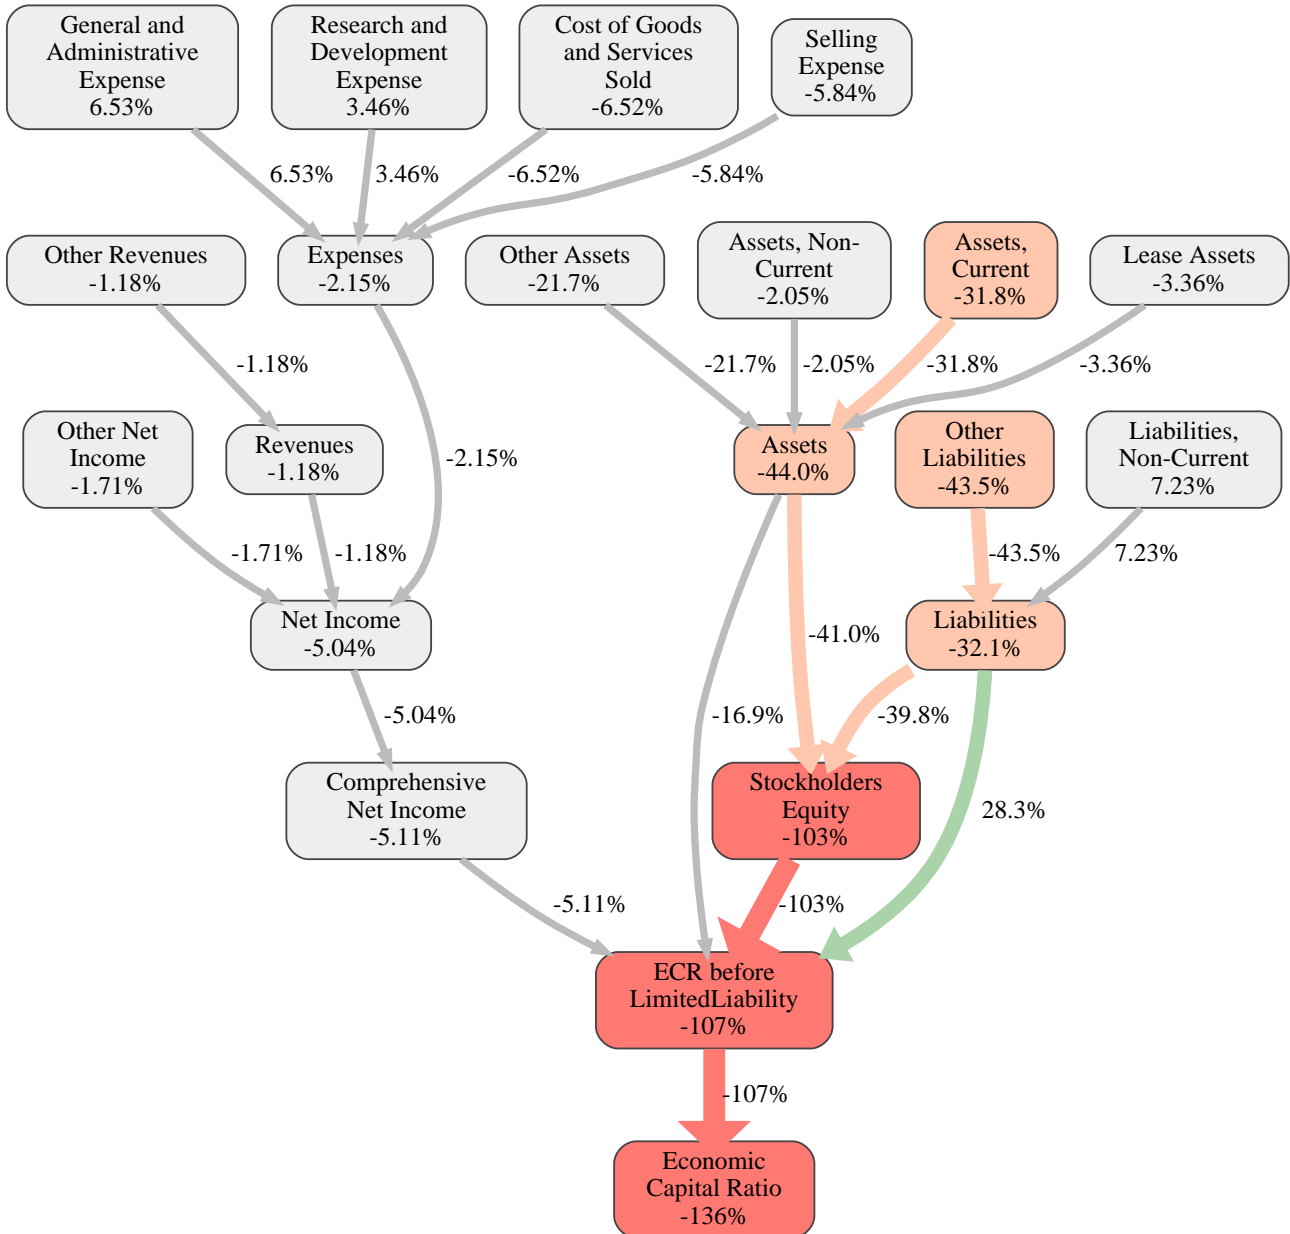 General and
Administrative
Expense
6.53%
Research and
Development
Expense
3.46%
Cost of Goods
and Services
Sold
-6.52%
Selling
Expense
-5.84%
6.53%
3.46%
-6.52%
-5.84%
Other Revenues
-1.18%
Expenses
-2.15%
Other Assets
-21.7%
Assets, Non-
Current
-2.05%
Assets,
Current
-31.8%
Lease Assets
-3.36%
-1.18%
-21.7%
-2.05%
-31.8%
-3.36%
Other Net
Income
-1.71%
Revenues
-1.18%
-2.15%
Assets
-44.0%
Other
Liabilities
-43.5%
Liabilities,
Non-Current
7.23%
-1.71%
-1.18%
-43.5%
7.23%
Net Income
-5.04%
-41.0%
Liabilities
-32.1%
-5.04%
-16.9%
-39.8%
Comprehensive
Net Income
-5.11%
Stockholders
Equity
-103%
28.3%
-5.11%
-103%
ECR before
LimitedLiability
-107%
-107%
Economic
Capital Ratio
-136%